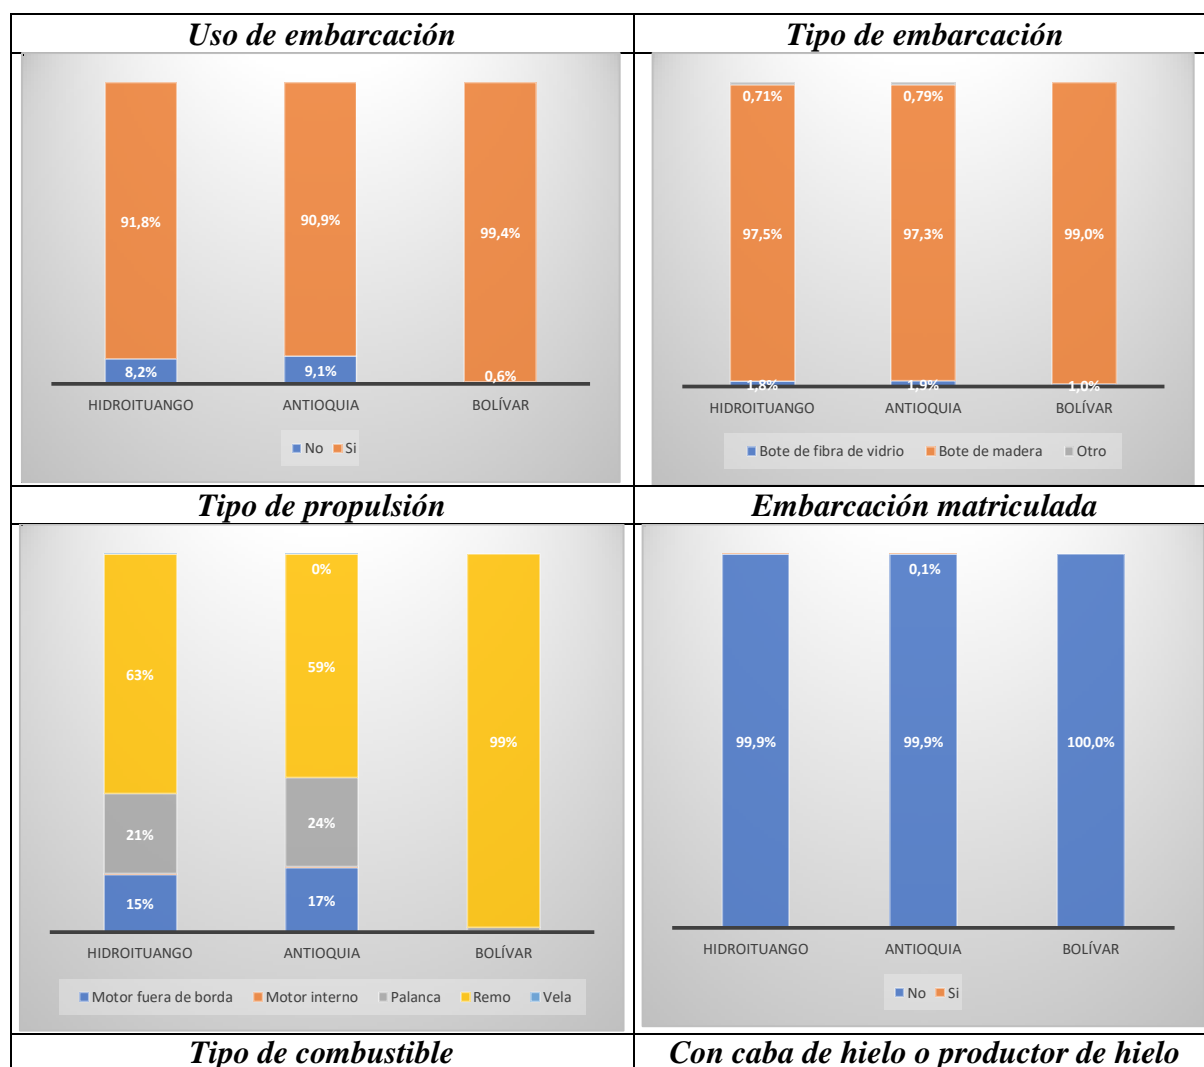 Uso de embarcación
91,8%
90,9%
99,4%
8,2%
9,1%
0,6%
HIDROITUANGO ANTIOQUIA BOLÍVAR
No Si
Tipo de embarcación
0,71% 0,79%
97,5% 97,3% 99,0%
1,8% 1,9% 1,0%
HIDROITUANGO ANTIOQUIA BOLÍVAR
Bote de fibra de vidrio Bote de madera Otro
Tipo de propulsión
0%
63%
59%
99%
21%
24%
15%
17%
HIDROITUANGO ANTIOQUIA BOLÍVAR
Motor fuera de borda Motor interno Palanca Remo Vela
Embarcación matriculada
0,1%
99,9% 99,9% 100,0%
HIDROITUANGO ANTIOQUIA BOLÍVAR
No Si
Tipo de combustible
Con caba de hielo o productor de hielo